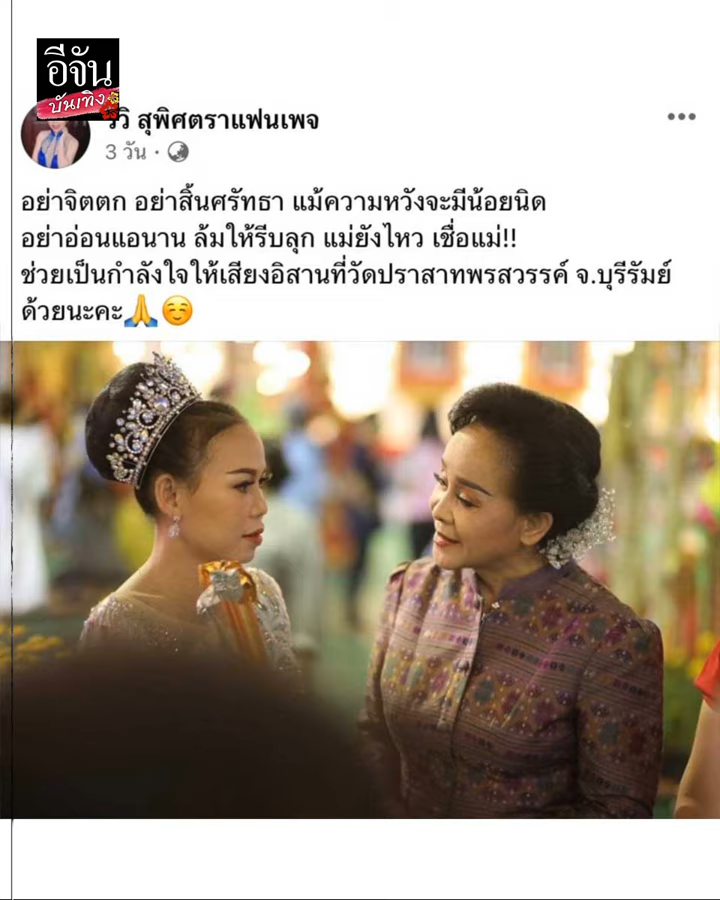 อีจัน
บันเทิง
วิวิ สุพิศตราแฟนเพจ
3 วัน ·
อย่าจิตตก อย่าสิ้นศรัทธา แม้ความหวังจะมีน้อยนิด
อย่าอ่อนแอนาน ล้มให้รีบลุก แม่ยังไหว เชื่อแม่!!
ช่วยเป็นกำลังใจให้เสียงอิสานที่วัดปราสาทพรสวรรค์ จ.บุรีรัมย์
ด้วยนะคะ🙏☺️